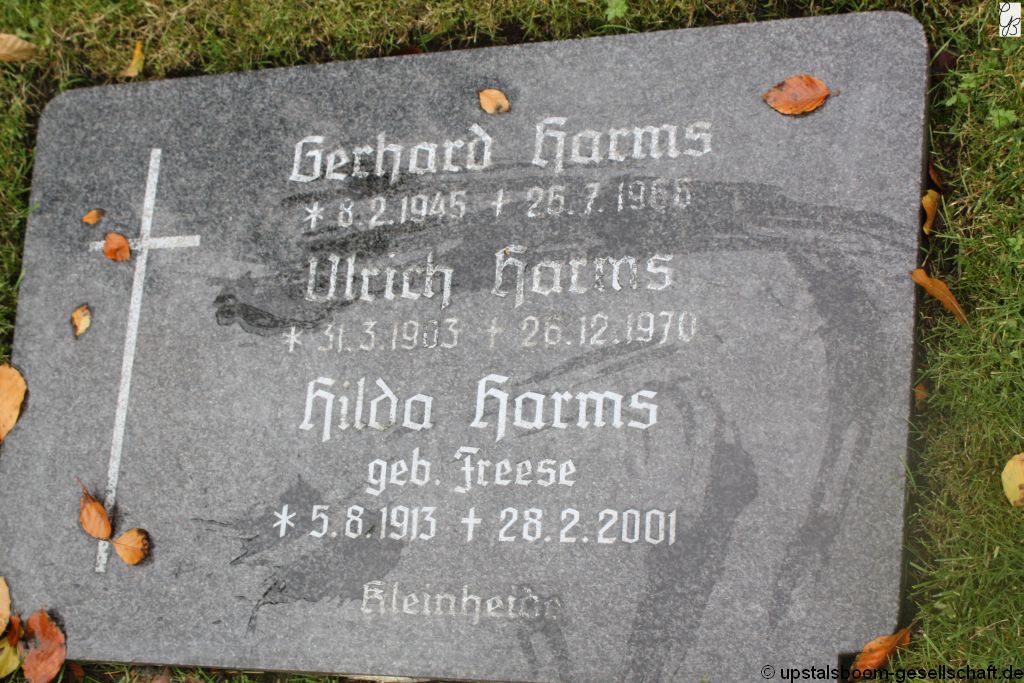 Gerhard Harms
* 8.2.1945 + 26.7. 1965
Ulrich Harms
* 31.3.1903 + 26.12.1970
Hilda Harms
geb. Freese
* 5.8.1913 + 28.2.2001
Kleinheide
© upstalsboom-gesellschaft.de